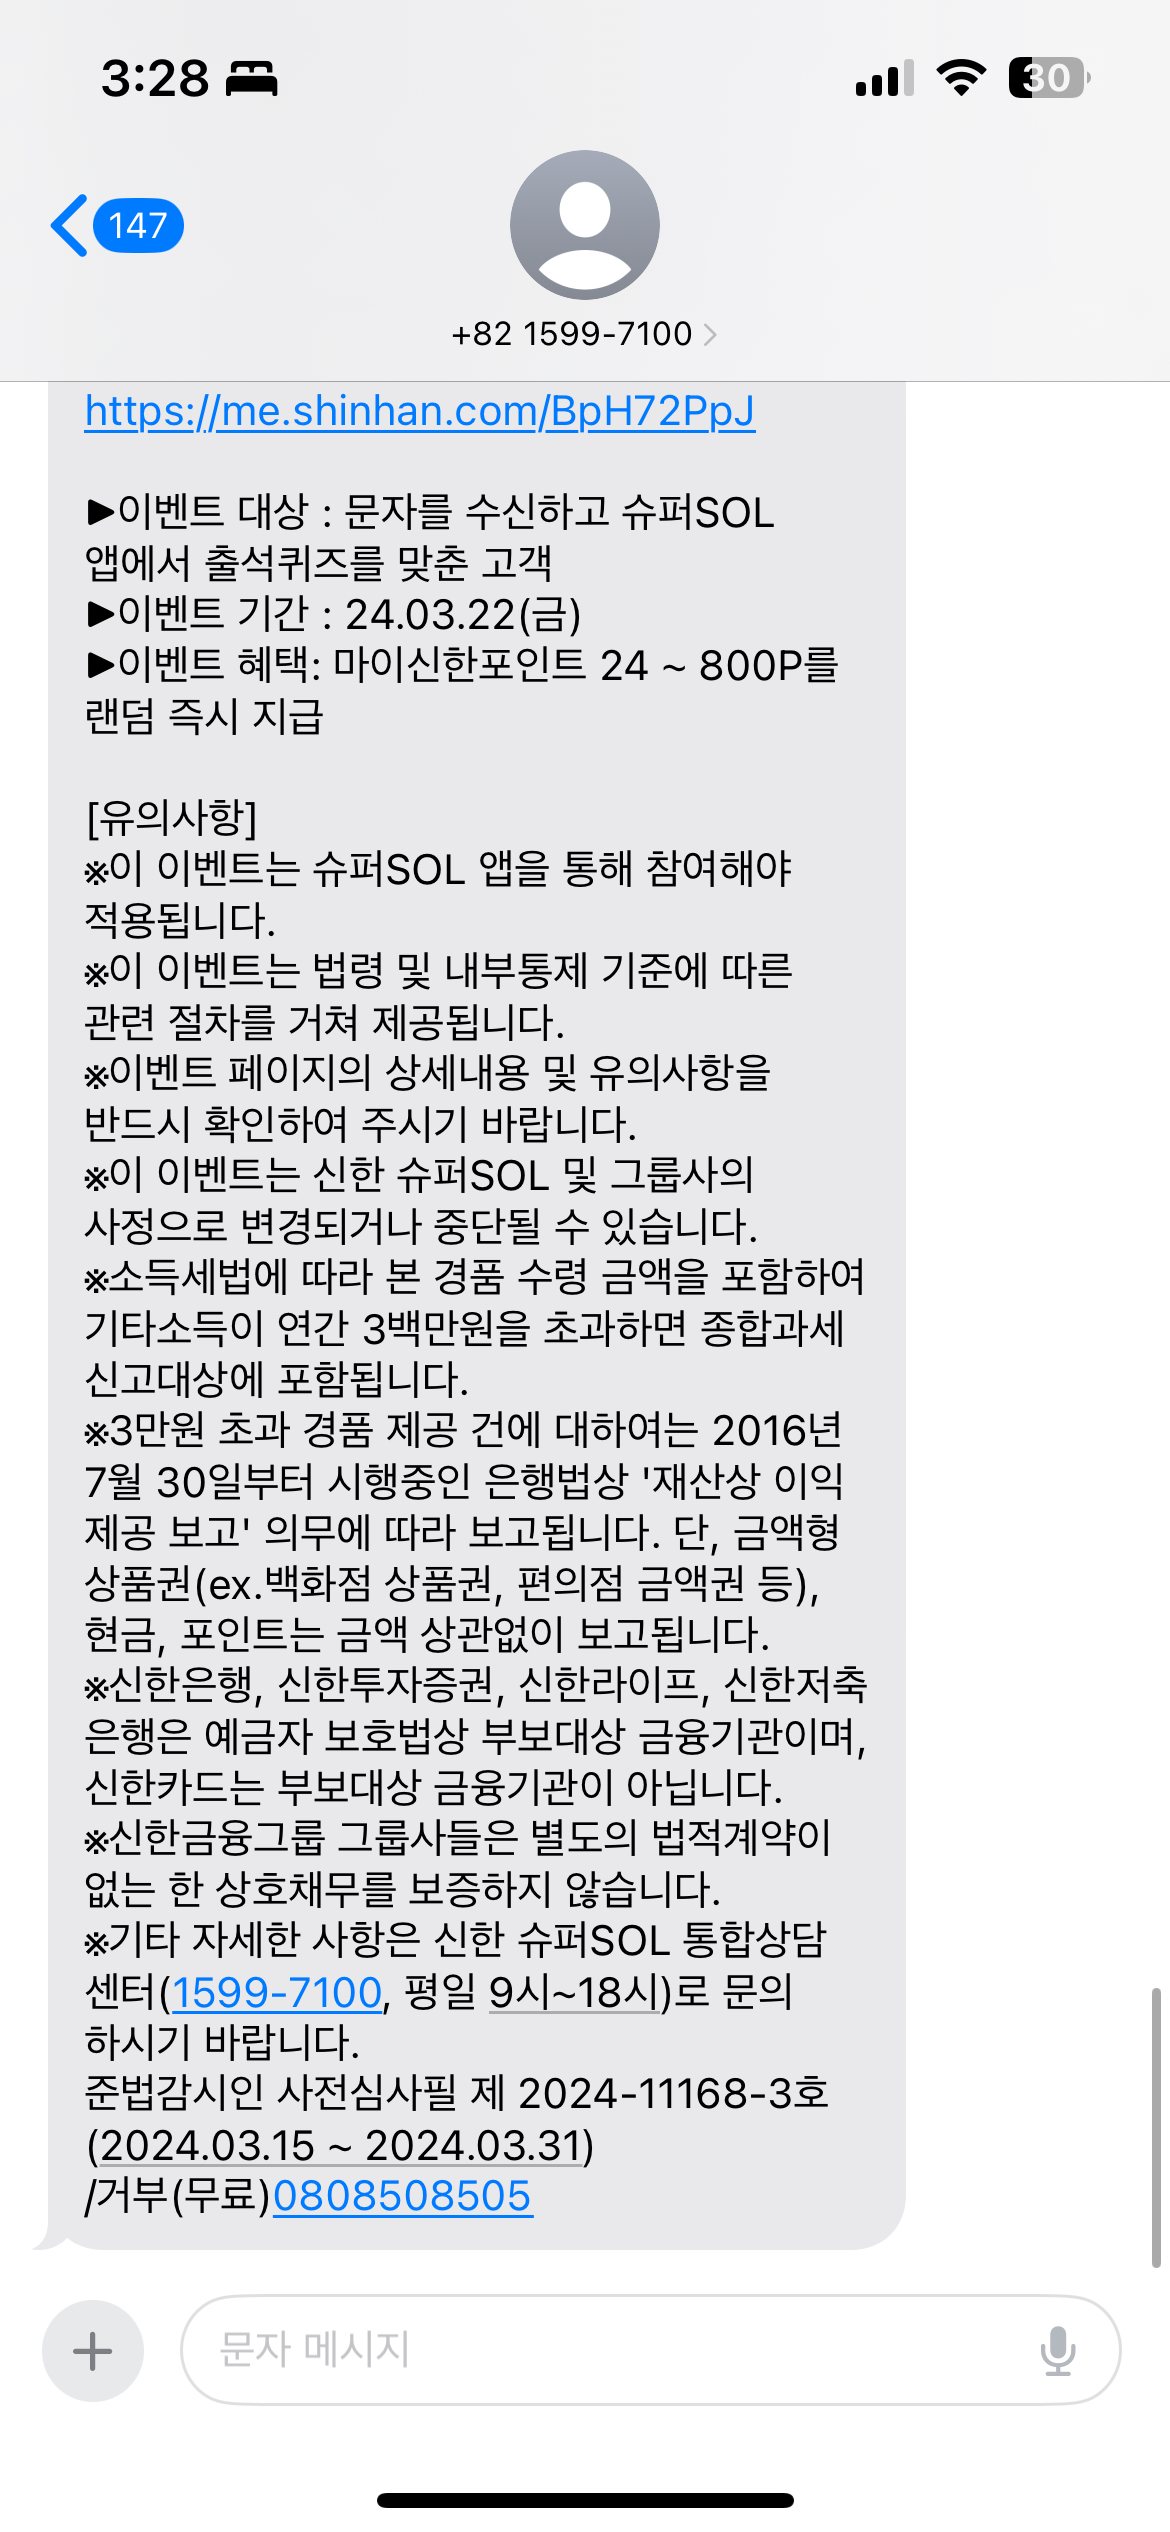 3:28
30
147
+82 1599-7100
https://me.shinhan.com/BpH72PpJ
▶이벤트 대상 : 문자를 수신하고 슈퍼SOL
앱에서 출석퀴즈를 맞춘 고객
▶이벤트 기간 : 24.03.22(금)
▶이벤트 혜택: 마이신한포인트 24 ~ 800P를
랜덤 즉시 지급
[유의사항]
※이 이벤트는 슈퍼SOL 앱을 통해 참여해야
적용됩니다.
※이 이벤트는 법령 및 내부통제 기준에 따른
관련 절차를 거쳐 제공됩니다.
※이벤트 페이지의 상세내용 및 유의사항을
반드시 확인하여 주시기 바랍니다.
※이 이벤트는 신한 슈퍼SOL 및 그룹사의
사정으로 변경되거나 중단될 수 있습니다.
※소득세법에 따라 본 경품 수령 금액을 포함하여
기타소득이 연간 3백만원을 초과하면 종합과세
신고대상에 포함됩니다.
※3만원 초과 경품 제공 건에 대하여는 2016년
7월 30일부터 시행중인 은행법상 '재산상 이익
제공 보고' 의무에 따라 보고됩니다. 단, 금액형
상품권(ex.백화점 상품권, 편의점 금액권 등),
현금, 포인트는 금액 상관없이 보고됩니다.
※신한은행, 신한투자증권, 신한라이프, 신한저축
은행은 예금자 보호법상 부보대상 금융기관이며,
신한카드는 부보대상 금융기관이 아닙니다.
※신한금융그룹 그룹사들은 별도의 법적계약이
없는 한 상호채무를 보증하지 않습니다.
※기타 자세한 사항은 신한 슈퍼SOL 통합상담
센터(1599-7100, 평일 9시~18시)로 문의
하시기 바랍니다.
준법감시인 사전심사필 제 2024-11168-3호
(2024.03.15 ~ 2024.03.31)
/거부(무료)0808508505
문자 메시지